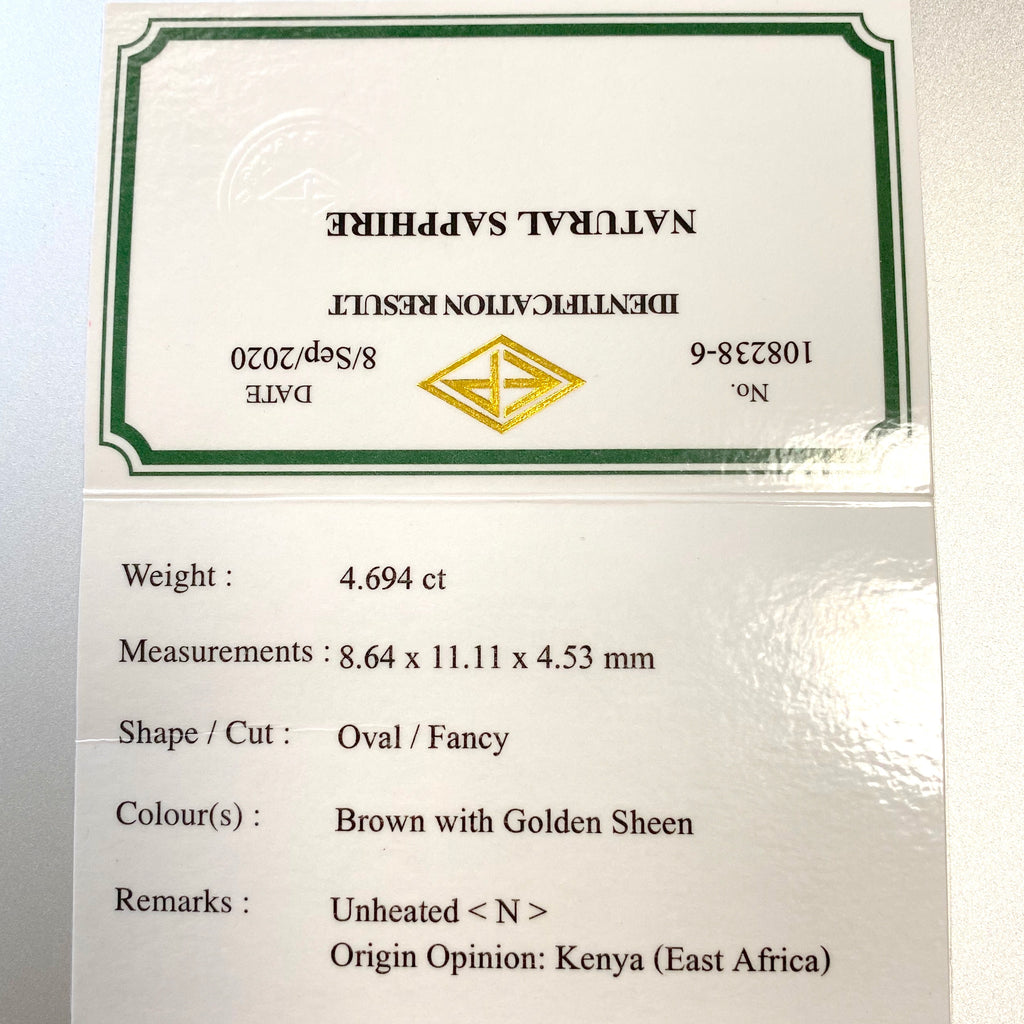 No.
108238-6
DATE
8/Sep/2020
IDENTIFICATION RESULT
NATURAL SAPPHIRE
Weight : 4.694 ct
Measurements : 8.64 x 11.11 x 4.53 mm
Shape / Cut : Oval / Fancy
Colour(s) : Brown with Golden Sheen
Remarks : Unheated < N >
Origin Opinion: Kenya (East Africa)